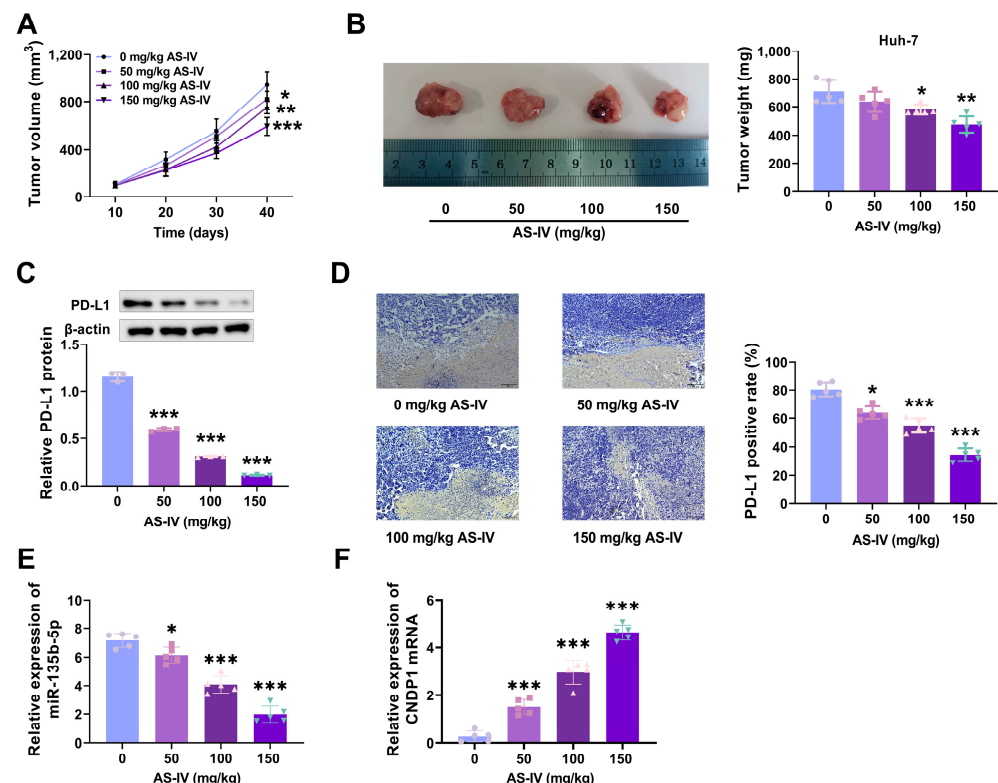 A
Tumor volume (mm³)
1,200
800
400
0
0 mg/kg AS-IV
50 mg/kg AS-IV
100 mg/kg AS-IV
150 mg/kg AS-IV
*
**
***
10 20 30 40
Time (days)
B
2 3 4 5 6 7 8 9 10 11 12 13 14
0 50 100 150
AS-IV (mg/kg)
Huh-7
Tumor weight (mg)
1,000
800
600
400
200
0
* **
0 50 100 150
AS-IV (mg/kg)
C
PD-L1
β-actin
Relative PD-L1 protein
1.5
1.0
0.5
0.0
*** *** ***
0 50 100 150
AS-IV (mg/kg)
D
0 mg/kg AS-IV
50 mg/kg AS-IV
100 mg/kg AS-IV
150 mg/kg AS-IV
PD-L1 positive rate (%)
100
80
60
40
20
0
* *** ***
0 50 100 150
AS-IV (mg/kg)
E
Relative expression of
miR-135b-5p
10
8
6
4
2
0
* *** ***
0 50 100 150
AS-IV (mg/kg)
F
Relative expression of
CNDP1 mRNA
6
4
2
0
*** *** ***
0 50 100 150
AS-IV (mg/kg)